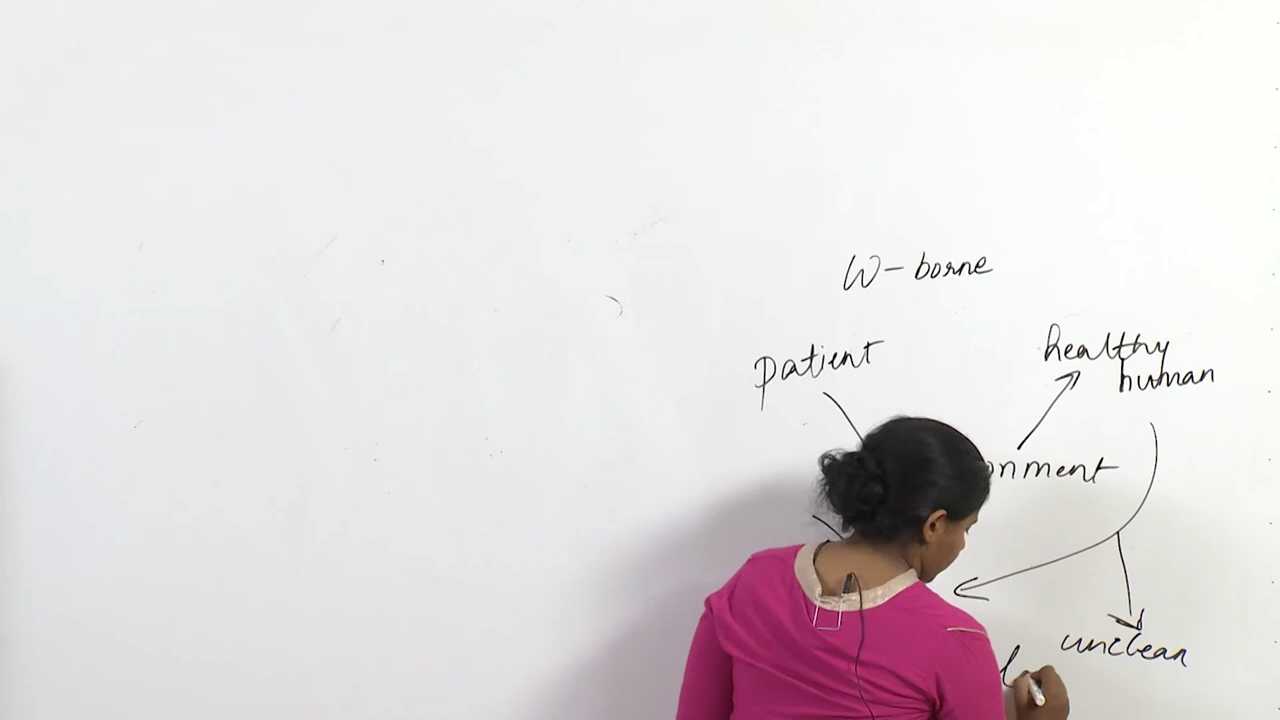 W - borne
patient
healthy
human
onment
unclean